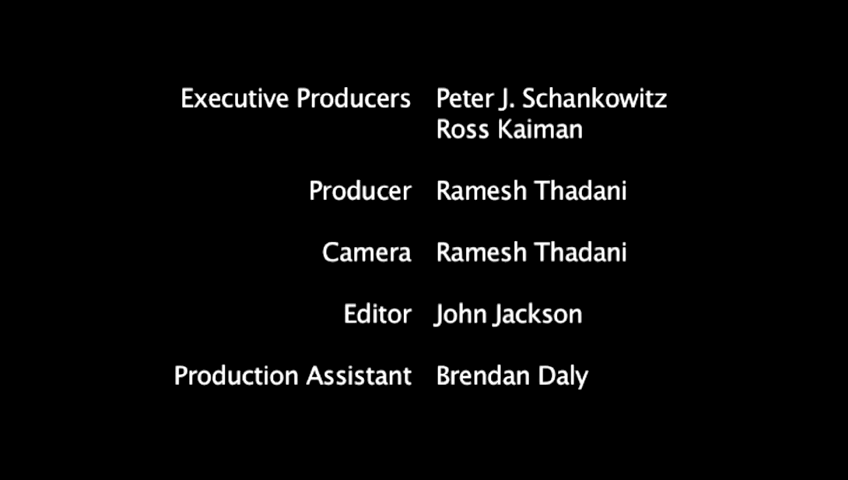 Executive Producers Peter J. Schankowitz
Ross Kaiman
Producer Ramesh Thadani
Camera Ramesh Thadani
Editor John Jackson
Production Assistant Brendan Daly